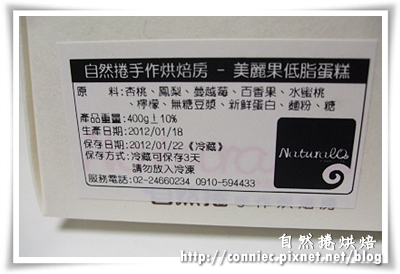 自然捲手作烘焙房 - 美麗果低脂蛋糕
原　料:杏桃、鳳梨、蔓越莓、百香果、水蜜桃
、檸檬、無糖豆漿、新鮮蛋白、麵粉、糖
產品重量:400g±10%
生產日期:2012/01/18
保存日期:2012/01/22《冷藏》
保存方式:冷藏可保存3天
請勿放入冷凍
服務電話:02-24660234 0910-594433
NaturalQs
自然捲烘焙
http://conniec.pixnet.net/blog